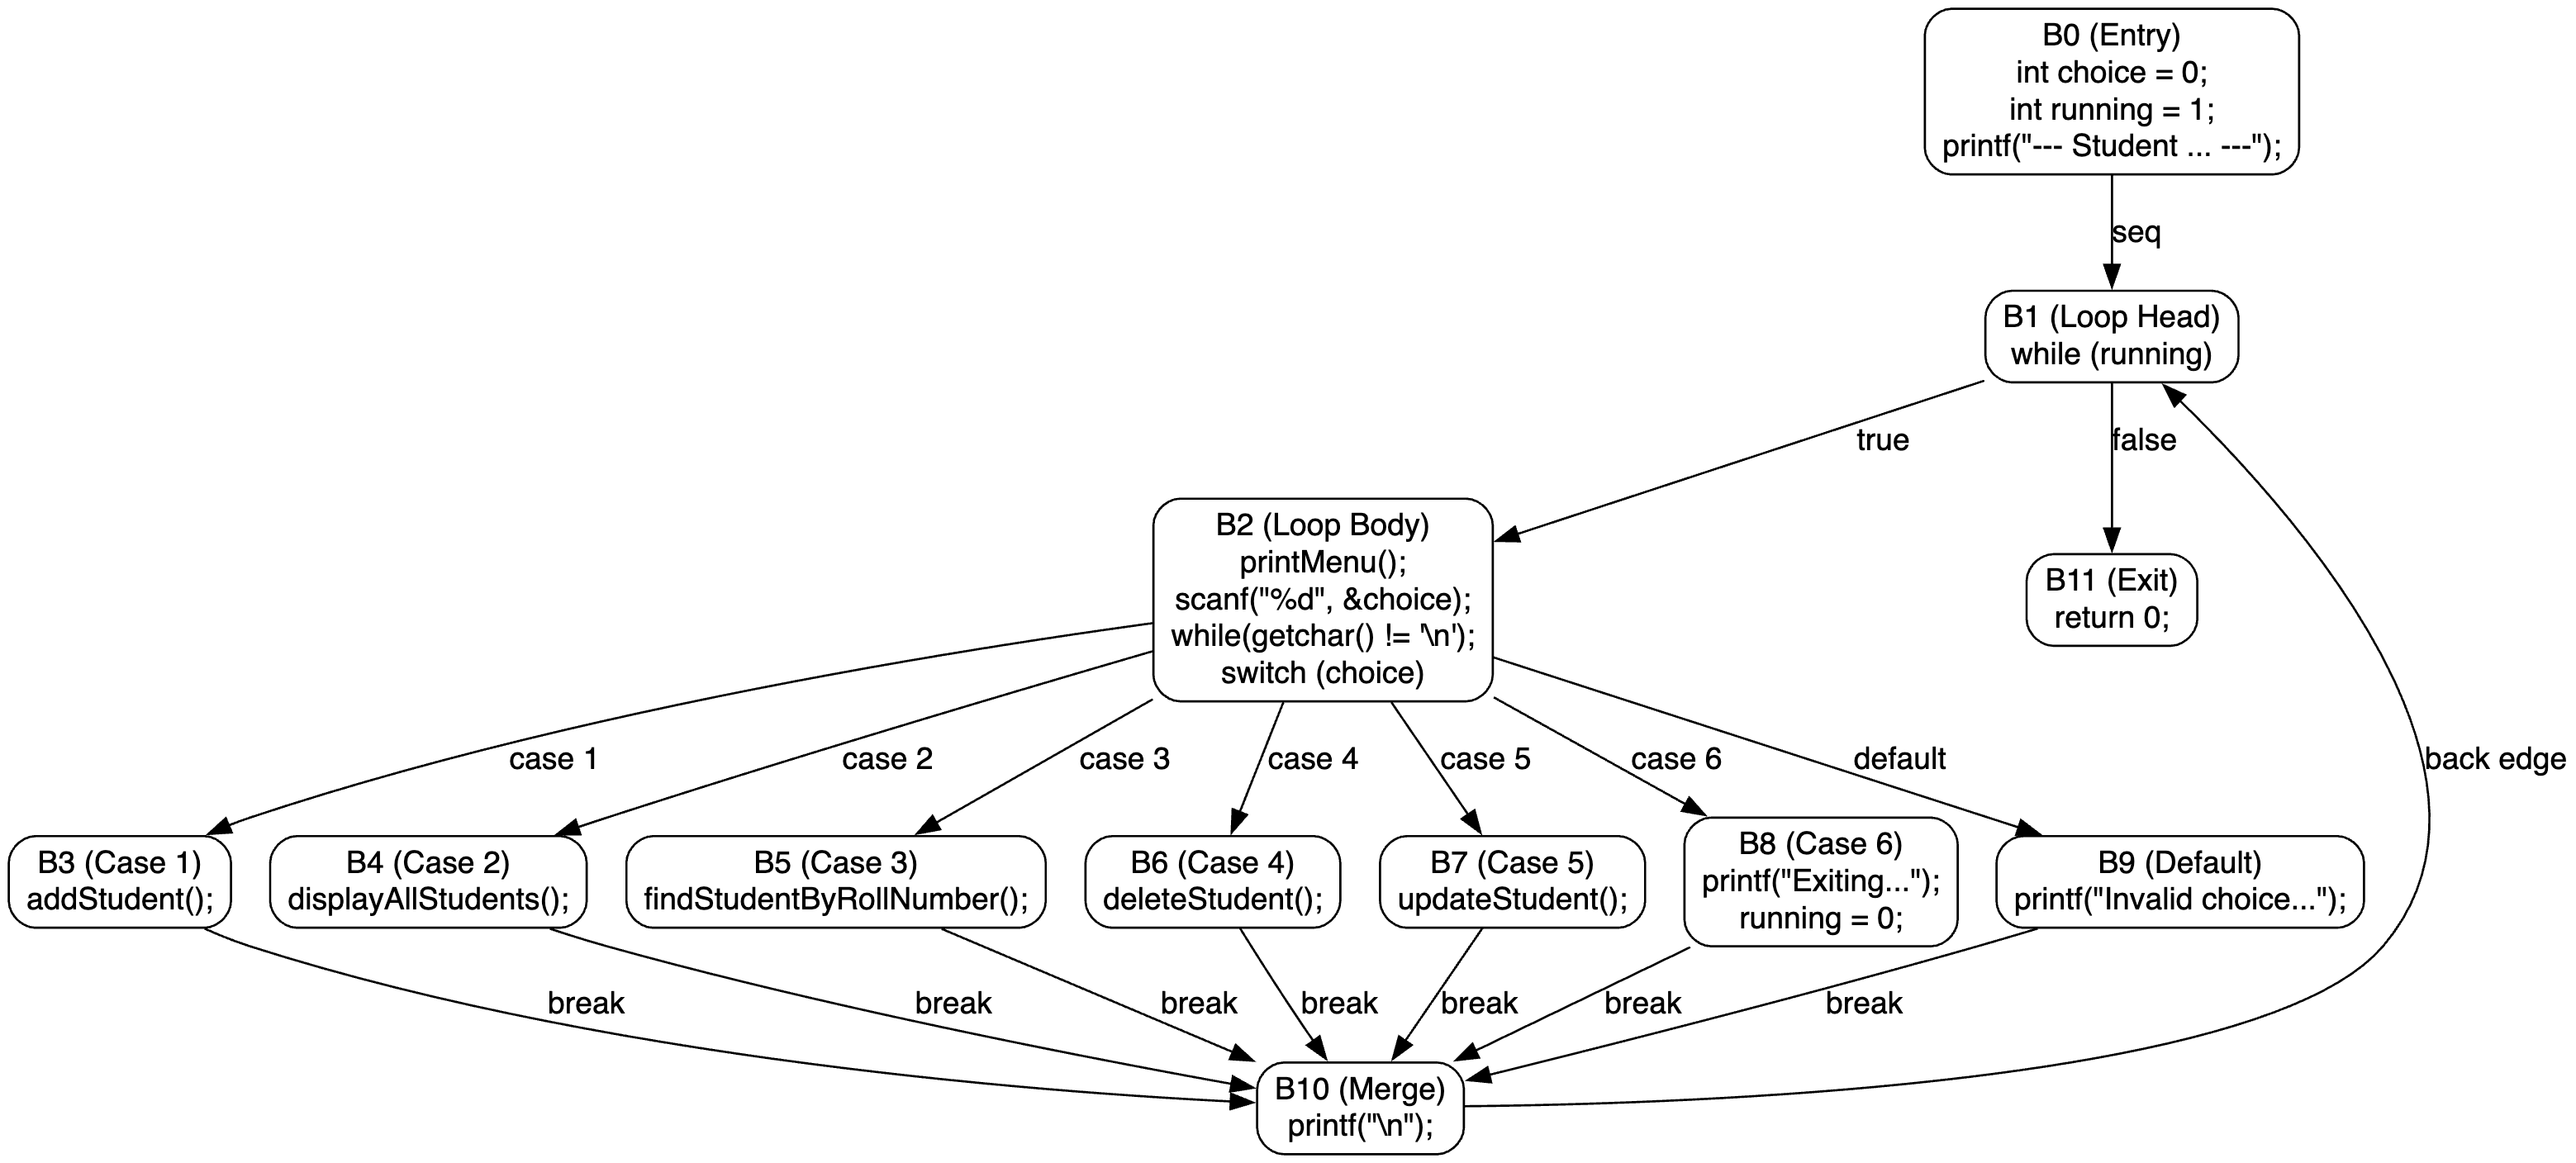 B0 (Entry)
int choice = 0;
int running = 1;
printf("--- Student ... ---");
seq
B1 (Loop Head)
while (running)
true
false
B2 (Loop Body)
printMenu();
scanf("%d", &choice);
while(getchar() != '\n');
switch (choice)
B11 (Exit)
return 0;
case 1
case 2
case 3
case 4
case 5
case 6
default
back edge
B3 (Case 1)
addStudent();
B4 (Case 2)
displayAllStudents();
B5 (Case 3)
findStudentByRollNumber();
B6 (Case 4)
deleteStudent();
B7 (Case 5)
updateStudent();
B8 (Case 6)
printf("Exiting...");
running = 0;
B9 (Default)
printf("Invalid choice...");
break
break
break
break
break
break
break
B10 (Merge)
printf("\n");